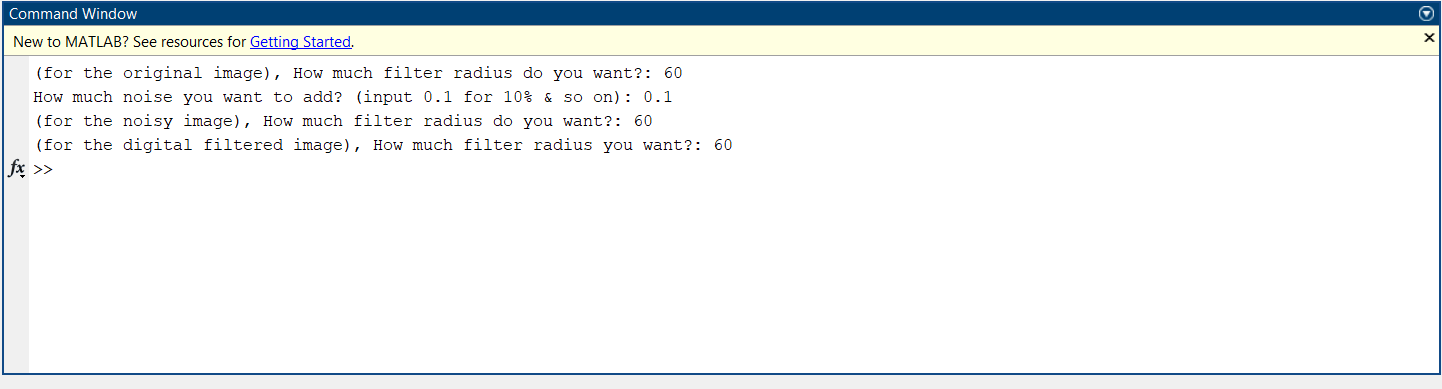 Command Window
New to MATLAB? See resources for Getting Started.
(for the original image), How much filter radius do you want?: 60
How much noise you want to add? (input 0.1 for 10% & so on): 0.1
(for the noisy image), How much filter radius do you want?: 60
(for the digital filtered image), How much filter radius you want?: 60
fx >>